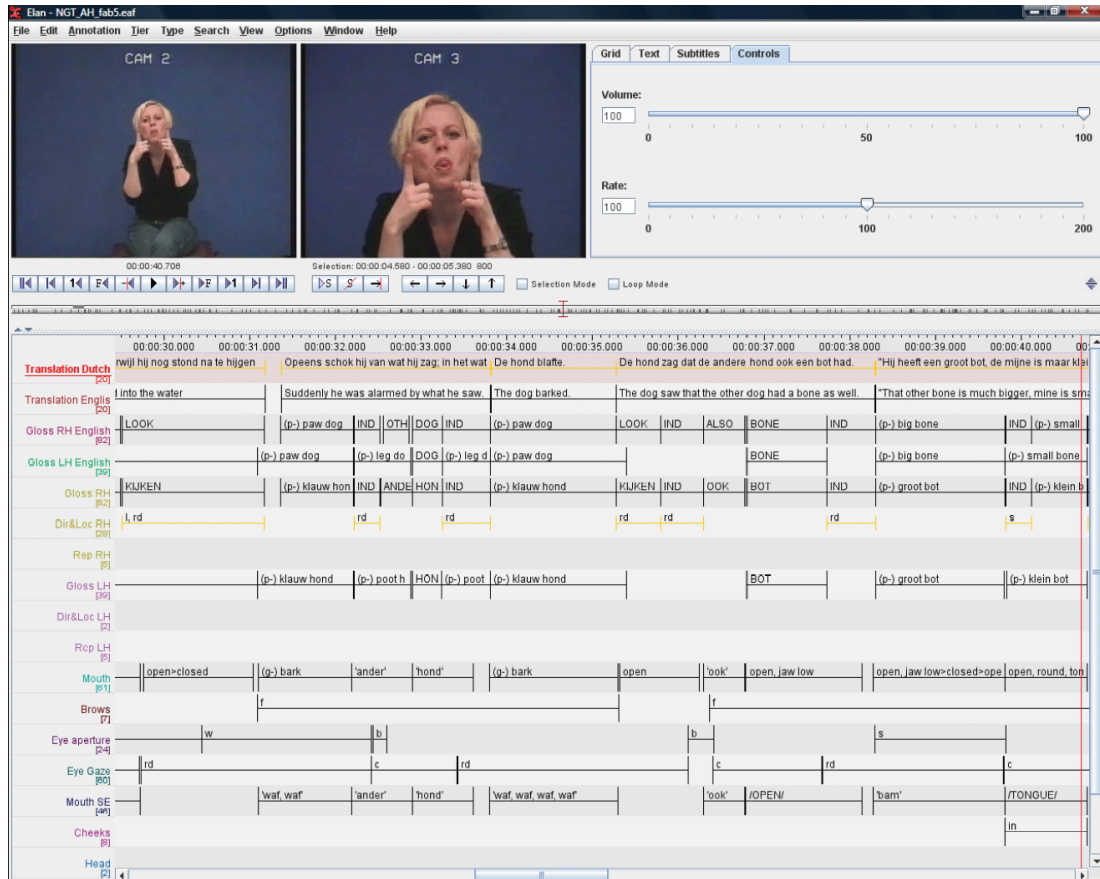 Elan - NGT_AH_fab5.eaf
File Edit Annotation Tier Type Search View Options Window Help
CAM 2
CAM 3
Grid Text Subtitles Controls
Volume:
100
0 50 100
Rate:
100
0 100 200
00:00:40.706
Selection: 00:00:04.580 - 00:00:05.380 800
Selection Mode Loop Mode
00:00:30.000 00:00:31.000 00:00:32.000 00:00:33.000 00:00:34.000 00:00:35.000 00:00:36.000 00:00:37.000 00:00:38.000 00:00:39.000 00:00:40.000 00:
Translation Dutch rwijl hij nog stond na te hijgen Opeens schok hij van wat hij zag; in het wat De hond blafte. De hond zag dat de andere hond ook een bot had. "Hij heeft een groot bot, de mijne is maar klei
[20]
Translation Englis into the water Suddenly he was alarmed by what he saw. The dog barked. The dog saw that the other dog had a bone as well. "That other bone is much bigger, mine is sma
[20]
Gloss RH English LOOK (p-) paw dog IND OTH DOG IND (p-) paw dog LOOK IND ALSO BONE IND (p-) big bone IND (p-) small
[82]
Gloss LH English (p-) paw dog (p-) leg do DOG (p-) leg d (p-) paw dog BONE (p-) big bone (p-) small bone
[39]
Gloss RH KIJKEN (p-) klauw hon IND ANDE HON IND (p-) klauw hond KIJKEN IND OOK BOT IND (p-) groot bot IND (p-) klein b
[82]
Dir&Loc RH l, rd rd rd rd rd rd s
[28]
Rep RH
[5]
Gloss LH (p-) klauw hond (p-) poot h HON (p-) poot (p-) klauw hond BOT (p-) groot bot (p-) klein bot
[39]
Dir&Loc LH
[2]
Rep LH
[5]
Mouth open>closed (g-) bark 'ander' 'hond' (g-) bark open 'ook' open, jaw low open, jaw low>closed>ope open, round, ton
[61]
Brows f f
[7]
Eye aperture w b b s
[24]
Eye Gaze rd c rd c rd c
[60]
Mouth SE 'waf, waf' 'ander' 'hond' 'waf, waf, waf, waf' 'ook' /OPEN/ 'bam' /TONGUE/
[46]
Cheeks in
[9]
Head
[2]